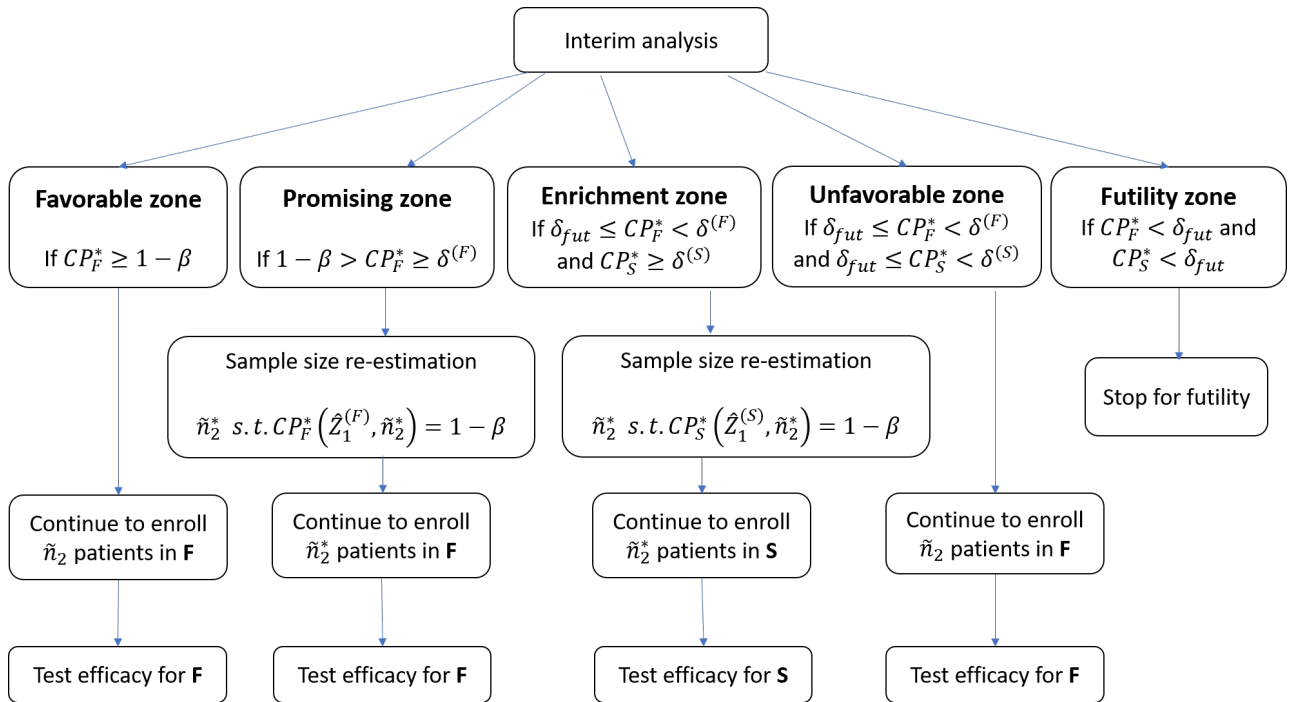 Interim analysis
Favorable zone
If CP*_F ≥ 1 − β
Promising zone
If 1 − β > CP*_F ≥ δ^(F)
Enrichment zone
If δ_fut ≤ CP*_F < δ^(F)
and CP*_S ≥ δ^(S)
Unfavorable zone
If δ_fut ≤ CP*_F < δ^(F)
and δ_fut ≤ CP*_S < δ^(S)
Futility zone
If CP*_F < δ_fut and
CP*_S < δ_fut
Sample size re-estimation
ñ*_2 s.t. CP*_F(Ẑ_1^(F), ñ*_2) = 1 − β
Sample size re-estimation
ñ*_2 s.t. CP*_S(Ẑ_1^(S), ñ*_2) = 1 − β
Stop for futility
Continue to enroll
ñ_2 patients in F
Continue to enroll
ñ*_2 patients in F
Continue to enroll
ñ*_2 patients in S
Continue to enroll
ñ_2 patients in F
Test efficacy for F
Test efficacy for F
Test efficacy for S
Test efficacy for F